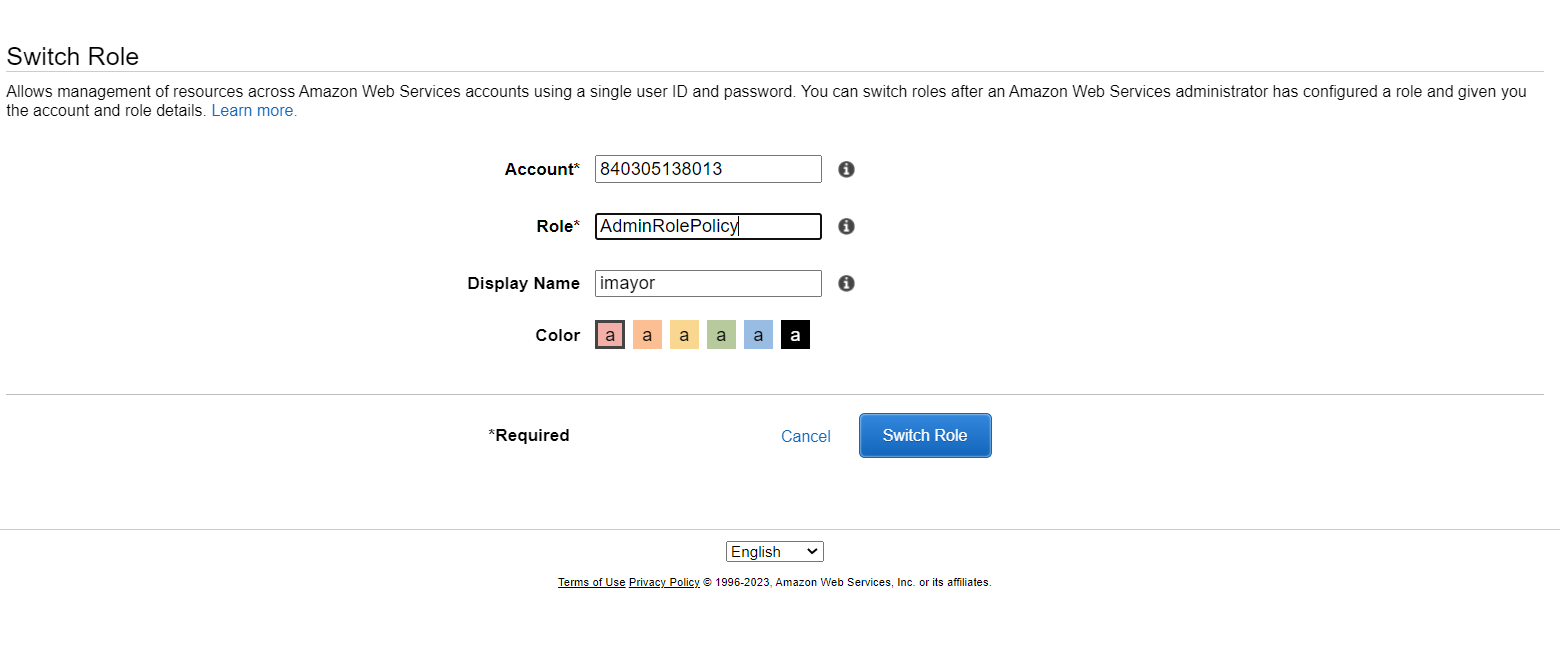 Switch Role
Allows management of resources across Amazon Web Services accounts using a single user ID and password. You can switch roles after an Amazon Web Services administrator has configured a role and given you
the account and role details. Learn more.
Account* 840305138013
Role* AdminRolePolicy
Display Name imayor
Color a a a a a a
*Required Cancel Switch Role
English
Terms of Use Privacy Policy © 1996-2023, Amazon Web Services, Inc. or its affiliates.